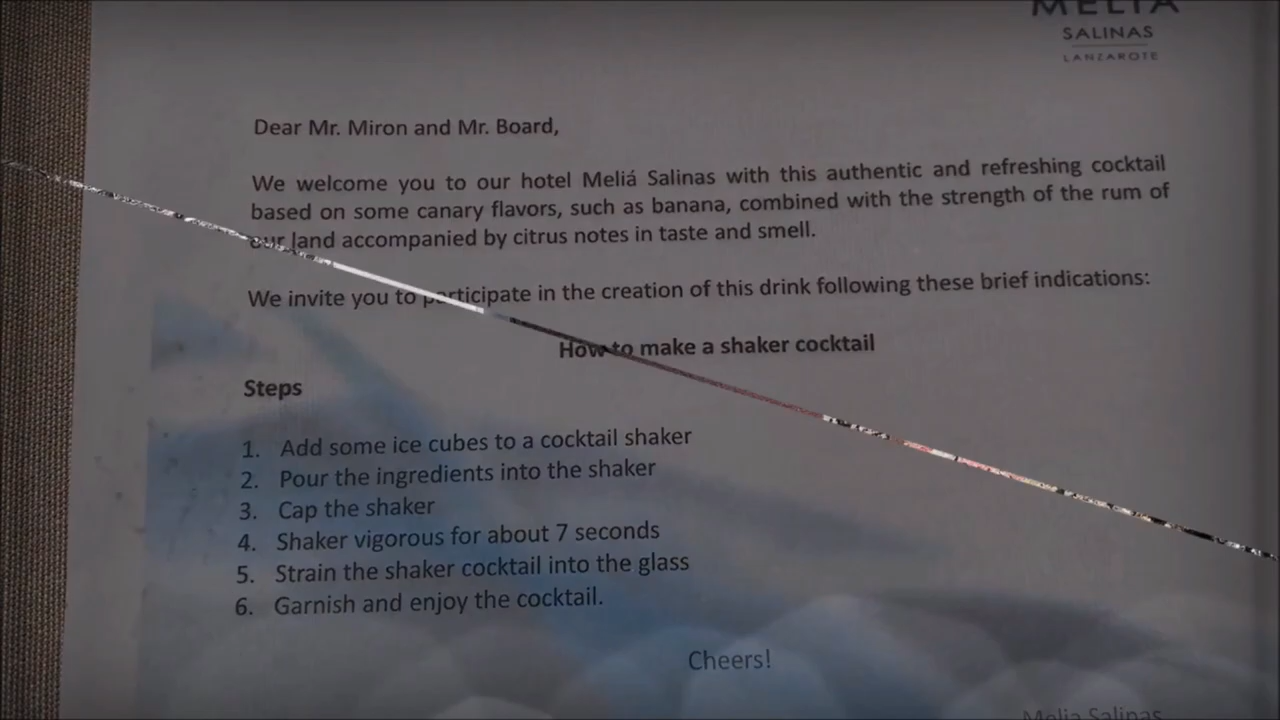 MELIÁ
SALINAS
LANZAROTE
Dear Mr. Miron and Mr. Board,
We welcome you to our hotel Meliá Salinas with this authentic and refreshing cocktail
based on some canary flavors, such as banana, combined with the strength of the rum of
our land accompanied by citrus notes in taste and smell.
We invite you to participate in the creation of this drink following these brief indications:
How to make a shaker cocktail
Steps
1. Add some ice cubes to a cocktail shaker
2. Pour the ingredients into the shaker
3. Cap the shaker
4. Shaker vigorous for about 7 seconds
5. Strain the shaker cocktail into the glass
6. Garnish and enjoy the cocktail.
Cheers!
Melia Salinas